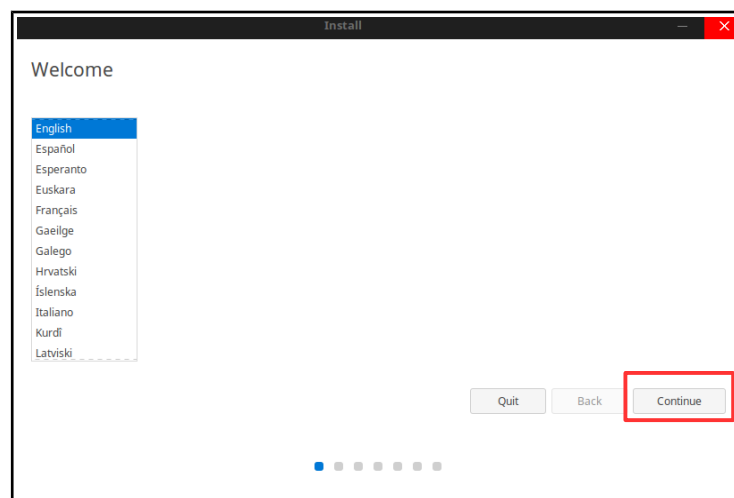 Install
Welcome
English
Español
Esperanto
Euskara
Français
Gaeilge
Galego
Hrvatski
Íslenska
Italiano
Kurdî
Latviski
Quit Back Continue